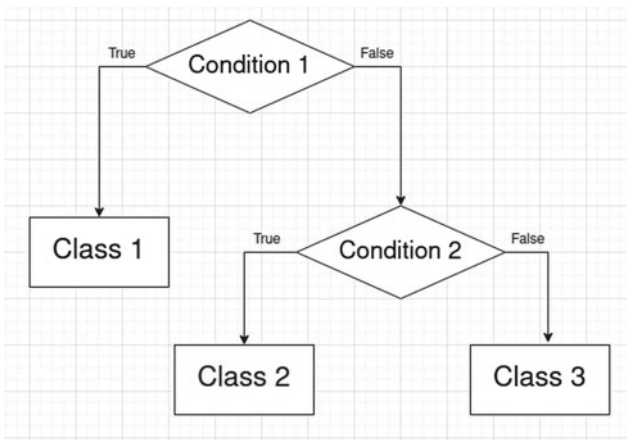 True
Condition 1
False
Class 1
True
Condition 2
False
Class 2
Class 3